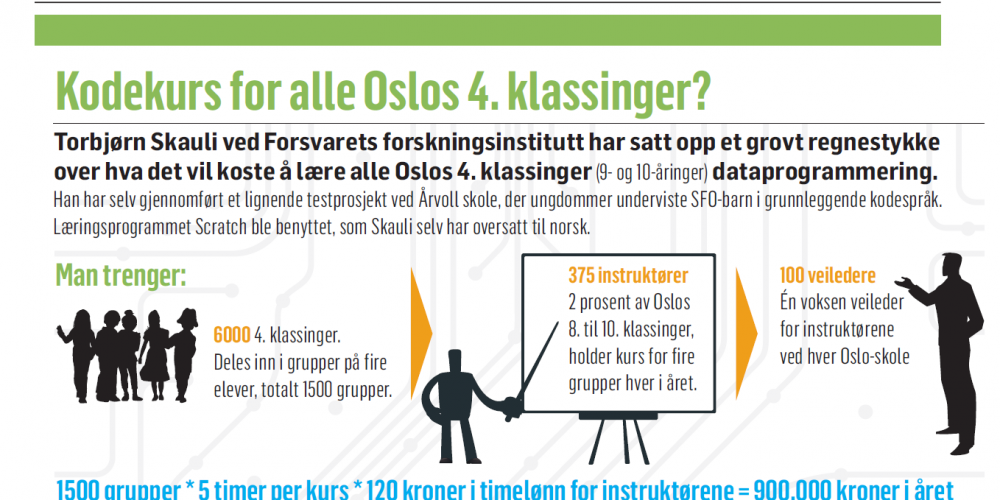 Kodekurs for alle Oslos 4. klassinger?
Torbjørn Skauli ved Forsvarets forskningsinstitutt har satt opp et grovt regnestykke
over hva det vil koste å lære alle Oslos 4. klassinger (9- og 10-åringer) dataprogrammering.
Han har selv gjennomført et lignende testprosjekt ved Årvoll skole, der ungdommer underviste SFO-barn i grunnleggende kodespråk.
Læringsprogrammet Scratch ble benyttet, som Skauli selv har oversatt til norsk.
Man trenger:
6000 4. klassinger.
Deles inn i grupper på fire
elever, totalt 1500 grupper.
375 instruktører
2 prosent av Oslos
8. til 10. klassinger,
holder kurs for fire
grupper hver i året.
100 veiledere
Én voksen veileder
for instruktørene
ved hver Oslo-skole
1500 grupper * 5 timer per kurs * 120 kroner i timelønn for instruktørene = 900.000 kroner i året